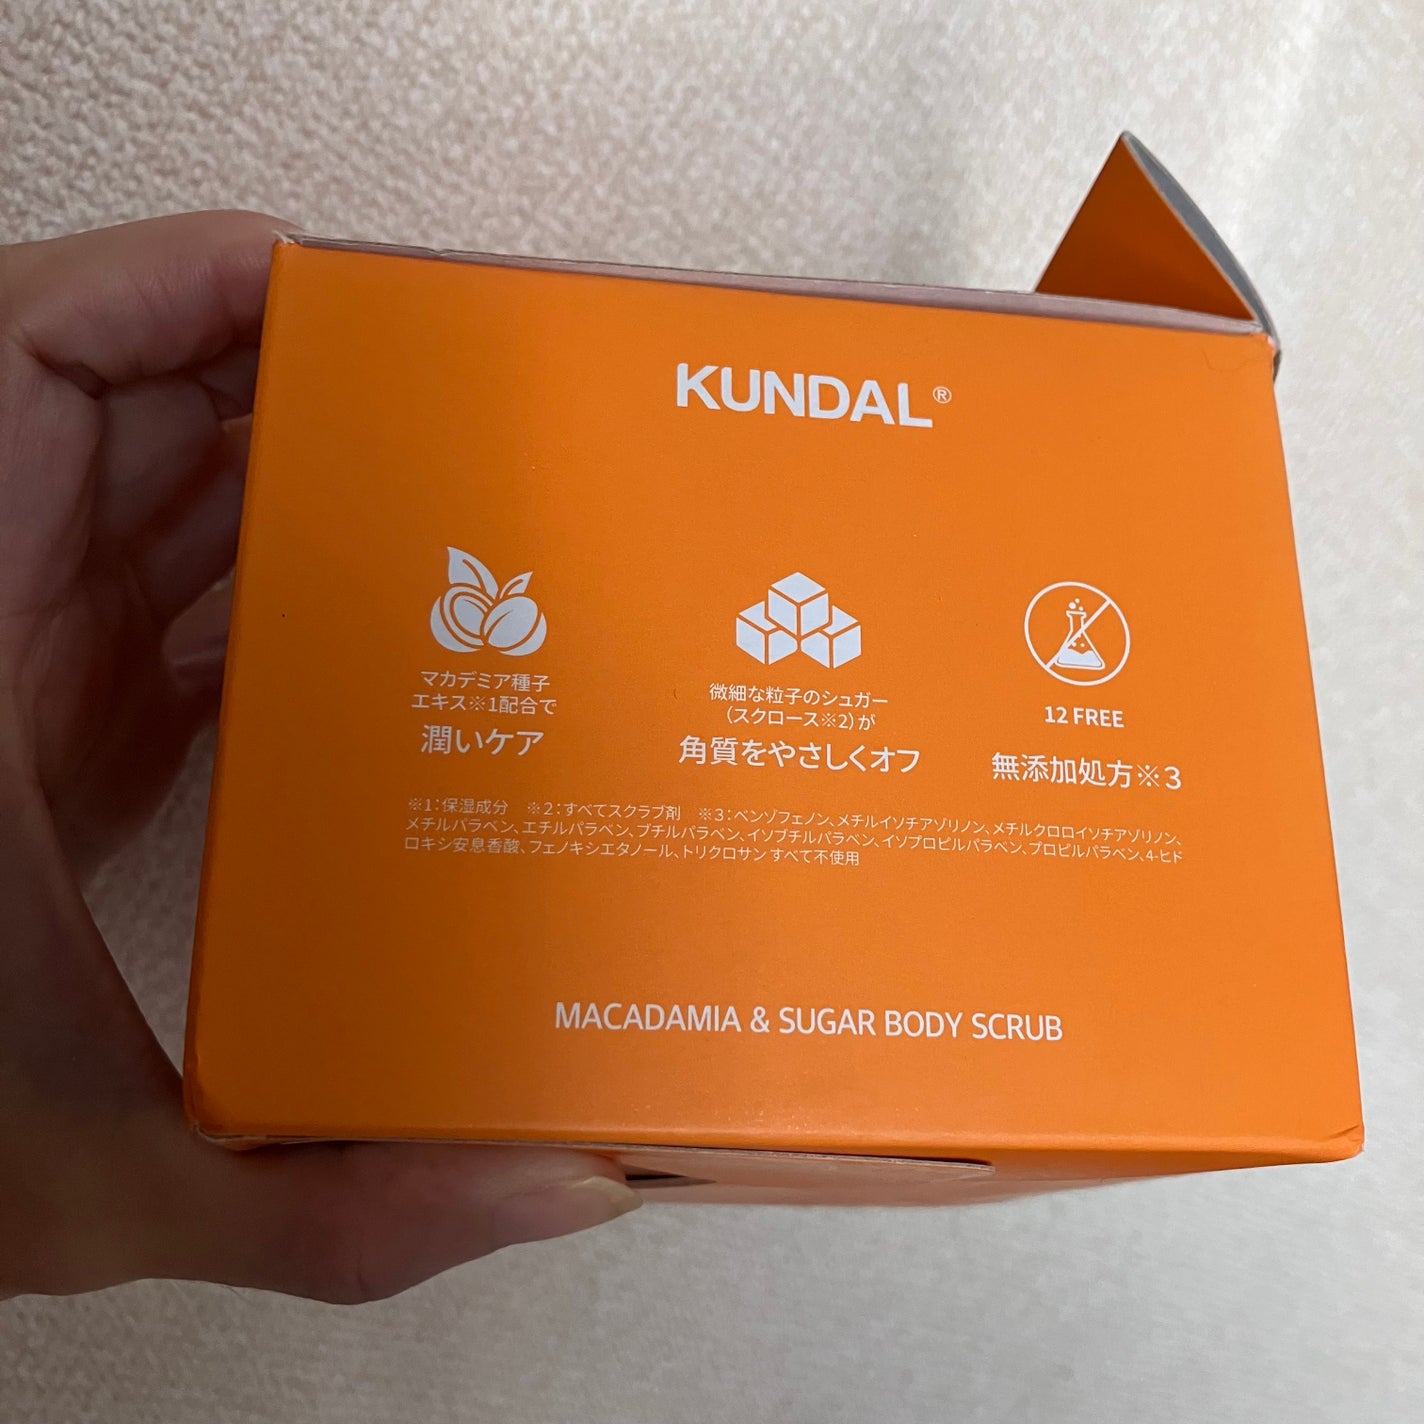 KUNDAL®
マカデミア種子
エキス※1配合で
潤いケア
微細な粒子のシュガー
(スクロース※2)が
角質をやさしくオフ
12 FREE
無添加処方※3
※1:保湿成分 ※2:すべてスクラブ剤 ※3:ベンゾフェノン、メチルイソチアゾリノン、メチルクロロイソチアゾリノン、
メチルパラベン、エチルパラベン、ブチルパラベン、イソブチルパラベン、イソプロピルパラベン、プロピルパラベン、4-ヒド
ロキシ安息香酸、フェノキシエタノール、トリクロサン すべて不使用
MACADAMIA & SUGAR BODY SCRUB